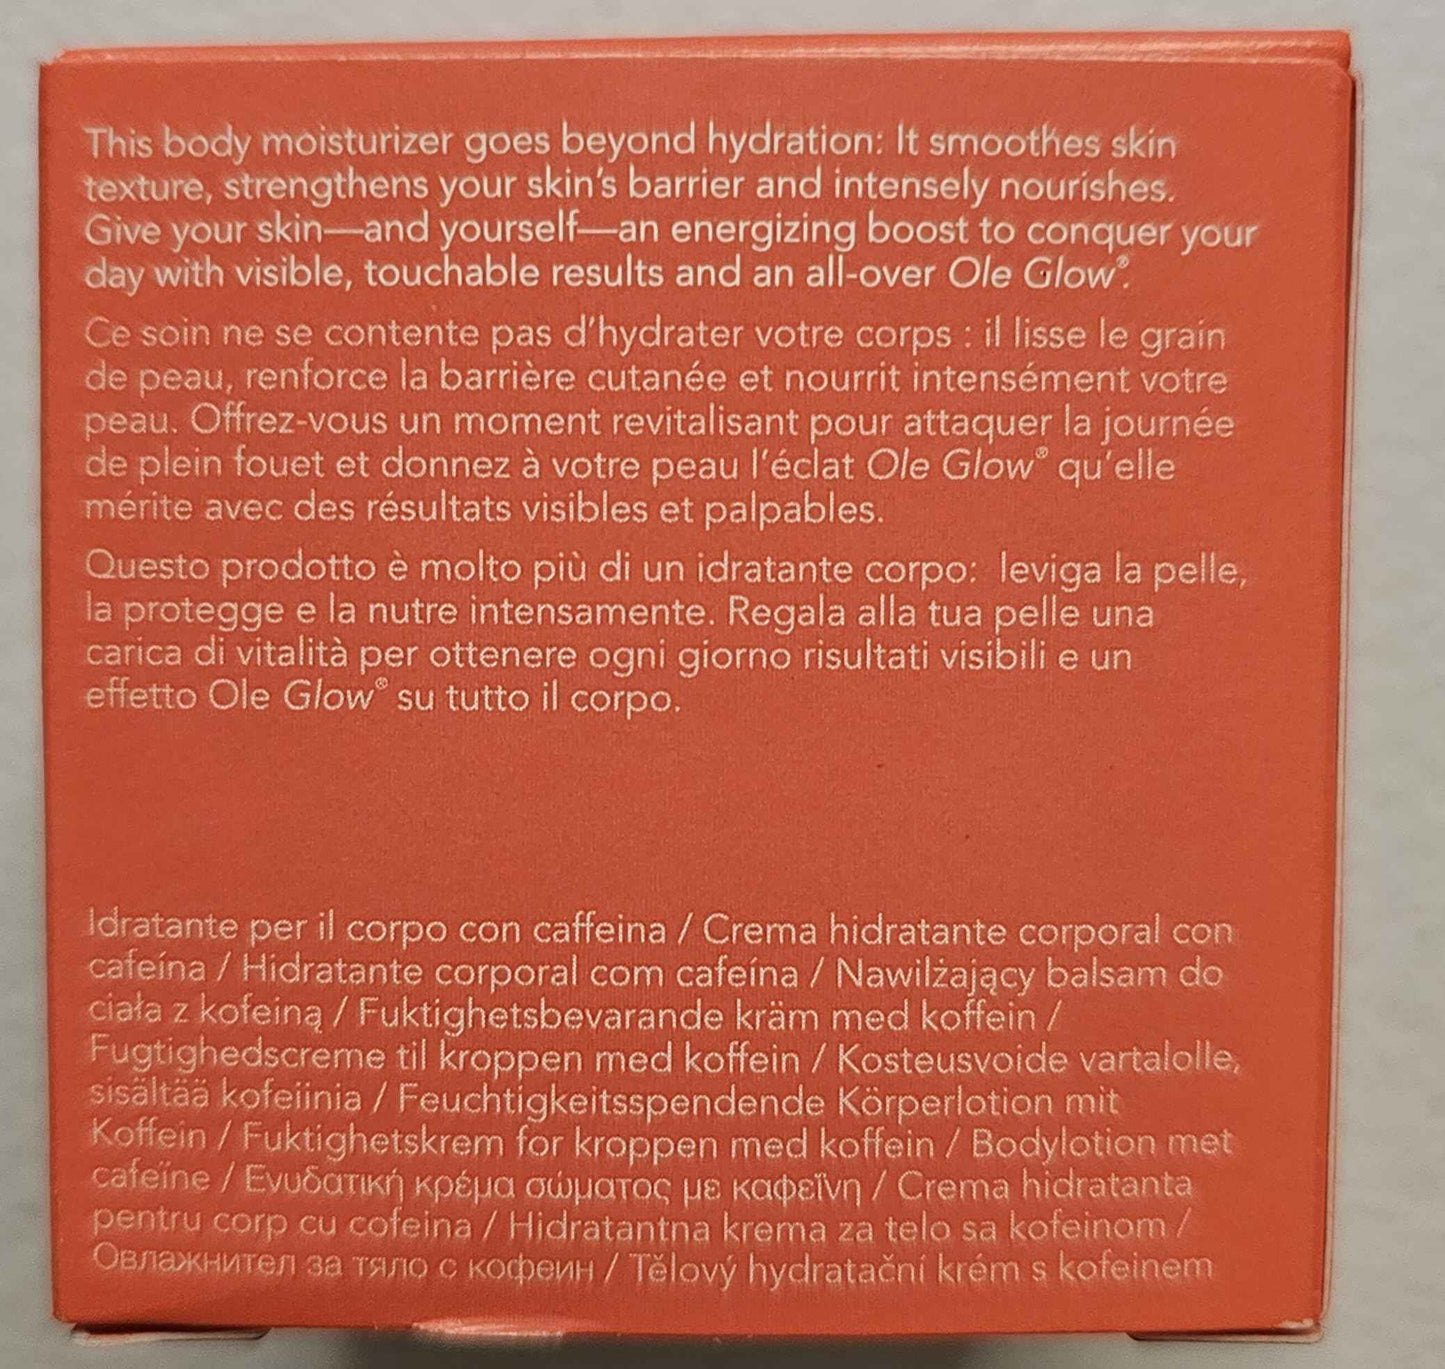 This body moisturizer goes beyond hydration: It smoothes skin
texture, strengthens your skin's barrier and intensely nourishes.
Give your skin—and yourself—an energizing boost to conquer your
day with visible, touchable results and an all-over Ole Glow®.
Ce soin ne se contente pas d'hydrater votre corps : il lisse le grain
de peau, renforce la barrière cutanée et nourrit intensément votre
peau. Offrez-vous un moment revitalisant pour attaquer la journée
de plein fouet et donnez à votre peau l'éclat Ole Glow® qu'elle
mérite avec des résultats visibles et palpables.
Questo prodotto è molto più di un idratante corpo:  leviga la pelle,
la protegge e la nutre intensamente. Regala alla tua pelle una
carica di vitalità per ottenere ogni giorno risultati visibili e un
effetto Ole Glow® su tutto il corpo.
Idratante per il corpo con caffeina / Crema hidratante corporal con
cafeína / Hidratante corporal com cafeína / Nawilżający balsam do
ciała z kofeiną / Fuktighetsbevarande kräm med koffein /
Fugtighedscreme til kroppen med koffein / Kosteusvoide vartalolle,
sisältää kofeiinia / Feuchtigkeitsspendende Körperlotion mit
Koffein / Fuktighetskrem for kroppen med koffein / Bodylotion met
cafeïne / Ενυδατική κρέμα σώματος με καφεΐνη / Crema hidratanta
pentru corp cu cofeina / Hidratantna krema za telo sa kofeinom /
Овлажнител за тяло с кофеин / Tělový hydratační krém s kofeinem